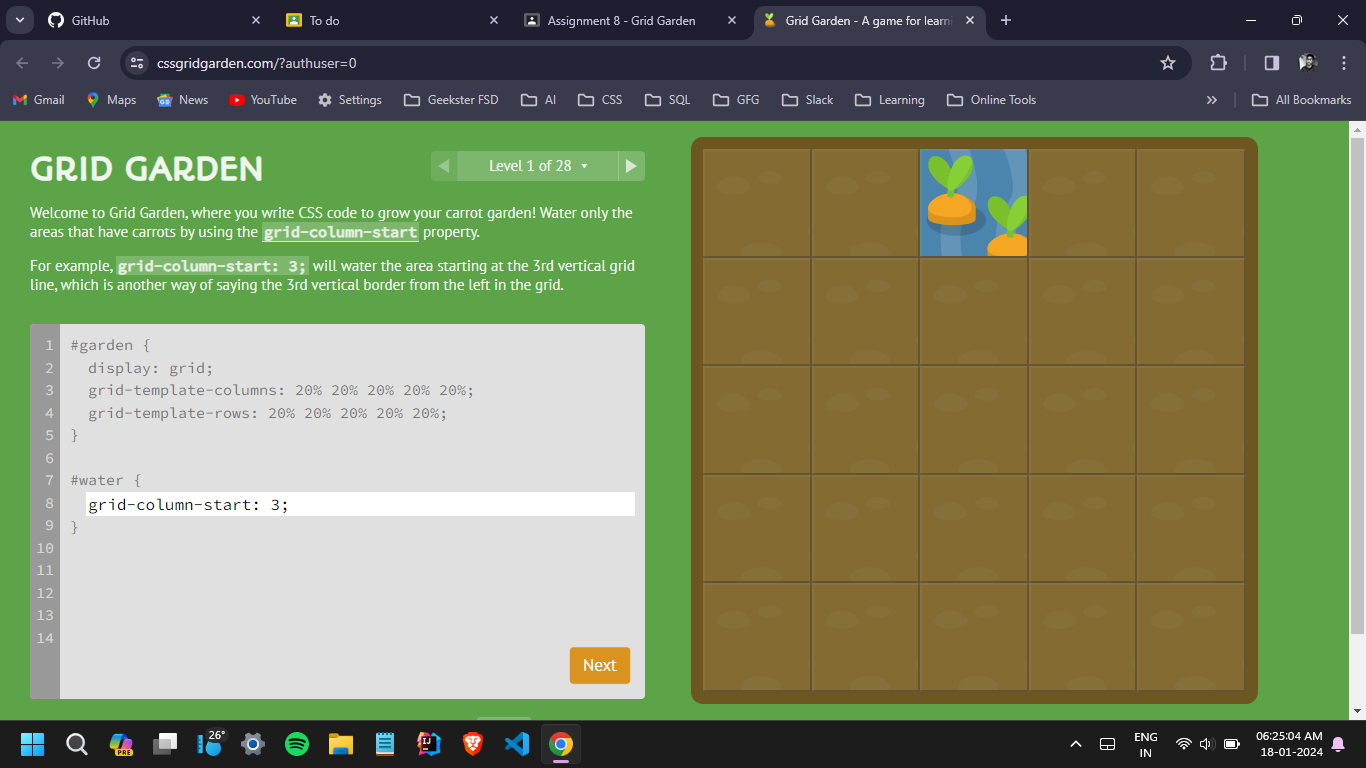 GitHub
To do
Assignment 8 - Grid Garden
Grid Garden - A game for learni
cssgridgarden.com/?authuser=0
Gmail
Maps
News
YouTube
Settings
Geekster FSD
AI
CSS
SQL
GFG
Slack
Learning
Online Tools
»
All Bookmarks
GRID GARDEN
Level 1 of 28
Welcome to Grid Garden, where you write CSS code to grow your carrot garden! Water only the
areas that have carrots by using the grid-column-start property.
For example, grid-column-start: 3; will water the area starting at the 3rd vertical grid
line, which is another way of saying the 3rd vertical border from the left in the grid.
1 #garden {
2 display: grid;
3 grid-template-columns: 20% 20% 20% 20% 20%;
4 grid-template-rows: 20% 20% 20% 20% 20%;
5 }
6
7 #water {
8 grid-column-start: 3;
9 }
10
11
12
13
14
Next
PRE
26°
ENG
IN
06:25:04 AM
18-01-2024